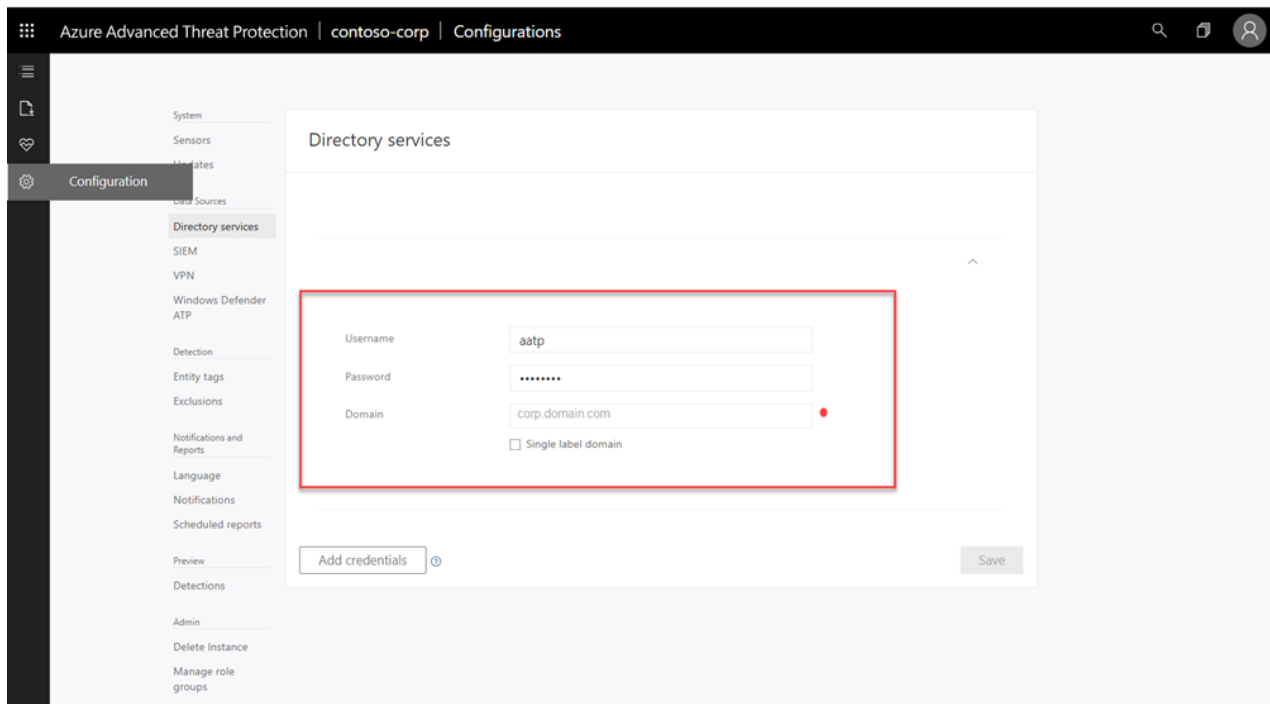 Azure Advanced Threat Protection | contoso-corp | Configurations
Configuration
System
Sensors
Updates
Data Sources
Directory services
SIEM
VPN
Windows Defender
ATP
Detection
Entity tags
Exclusions
Notifications and
Reports
Language
Notifications
Scheduled reports
Preview
Detections
Admin
Delete Instance
Manage role
groups
Directory services
Username
aatp
Password
••••••••
Domain
corp.domain.com
Single label domain
Add credentials
?
Save